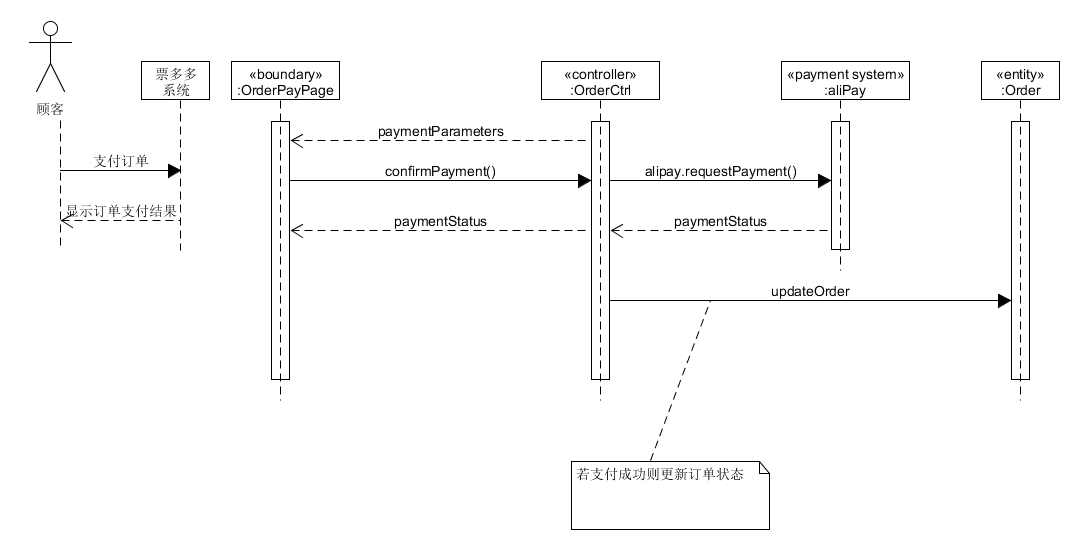 顾客
票多多
系统
«boundary»
:OrderPayPage
«controller»
:OrderCtrl
«payment system»
:aliPay
«entity»
:Order
paymentParameters
支付订单
confirmPayment()
alipay.requestPayment()
显示订单支付结果
paymentStatus
paymentStatus
updateOrder
若支付成功则更新订单状态